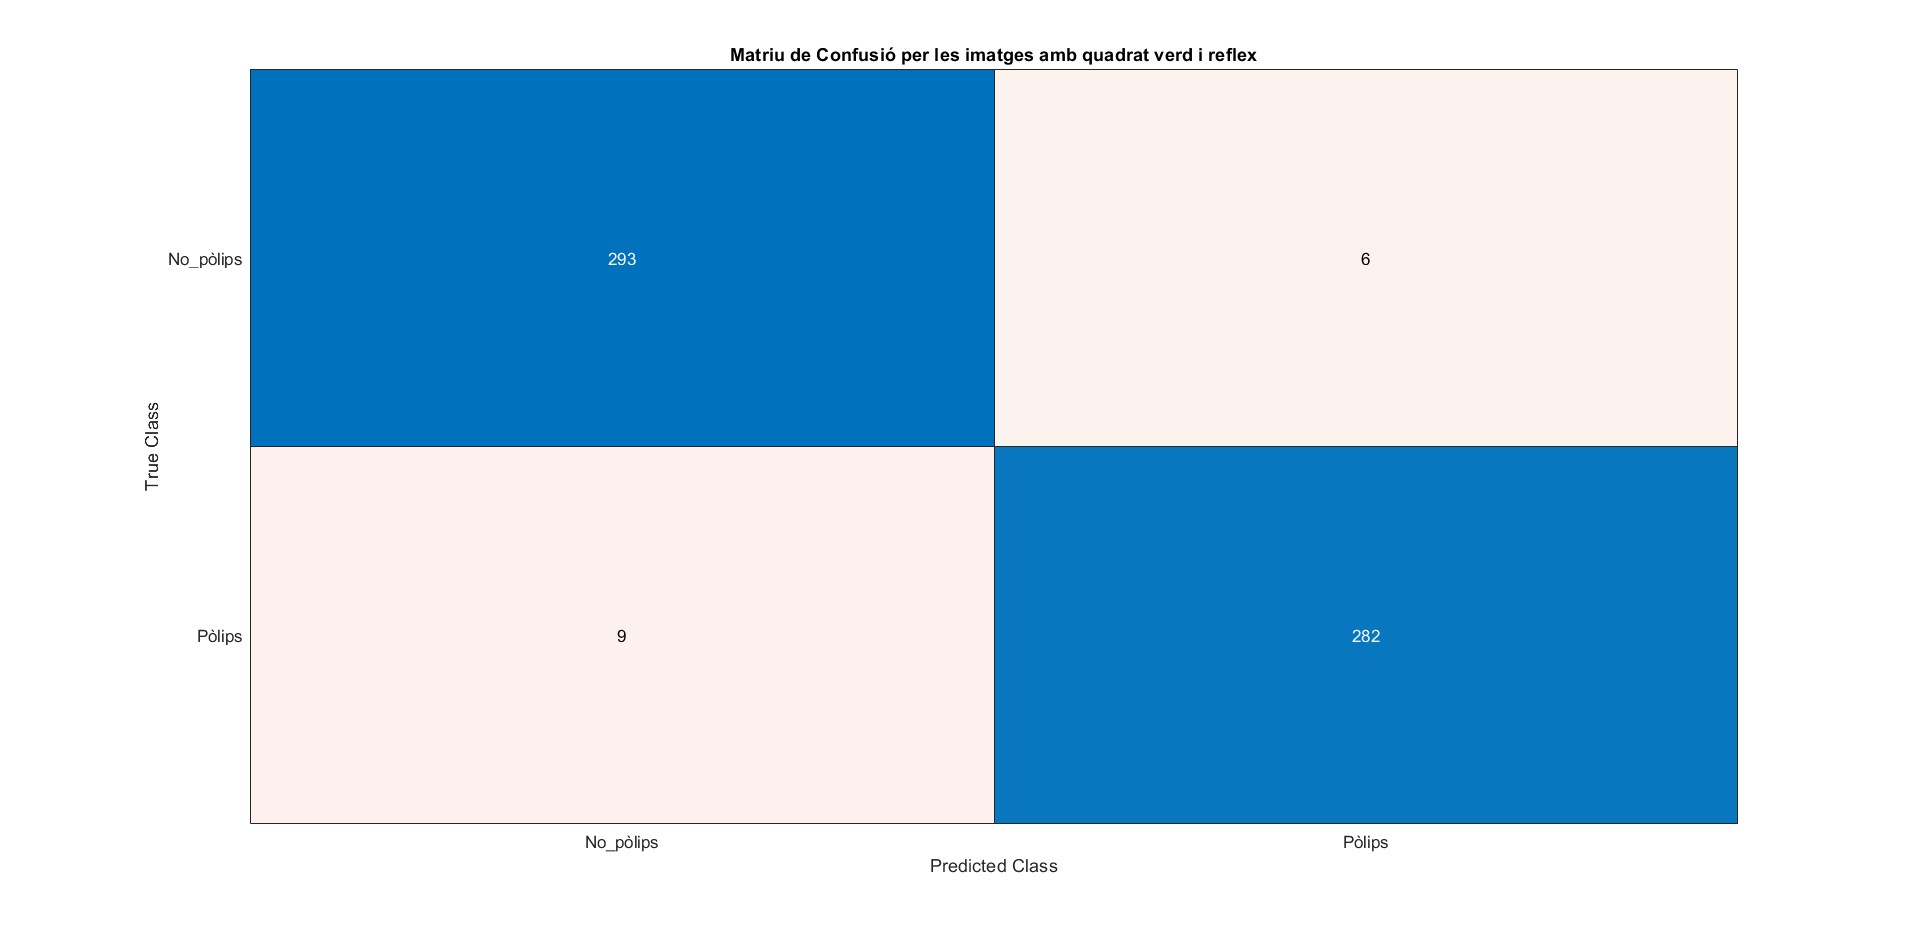 Matriu de Confusió per les imatges amb quadrat verd i reflex
No_pòlips
293
6
True Class
Pòlips
9
282
No_pòlips
Pòlips
Predicted Class